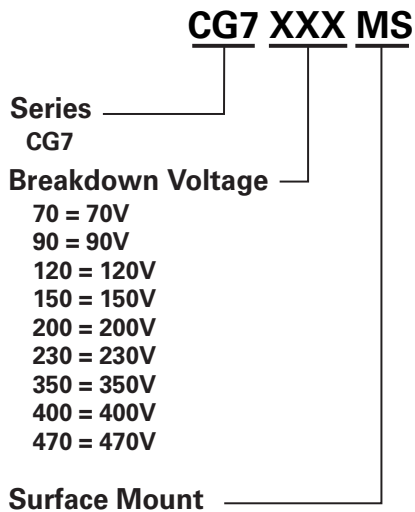 CG7 XXX MS
Series
CG7
Breakdown Voltage
70 = 70V
90 = 90V
120 = 120V
150 = 150V
200 = 200V
230 = 230V
350 = 350V
400 = 400V
470 = 470V
Surface Mount